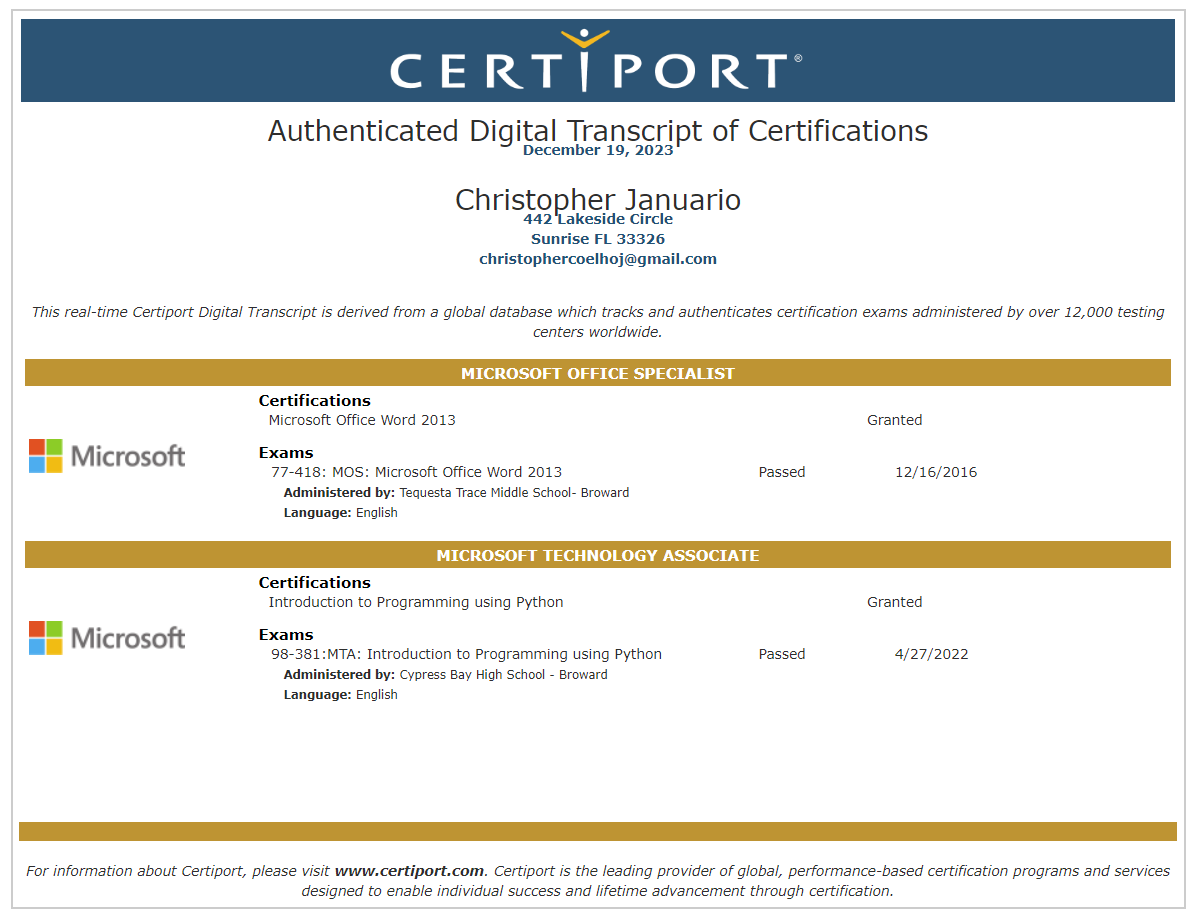 CERTIPORT®
Authenticated Digital Transcript of Certifications
December 19, 2023
Christopher Januario
442 Lakeside Circle
Sunrise FL 33326
christophercoelhoj@gmail.com
This real-time Certiport Digital Transcript is derived from a global database which tracks and authenticates certification exams administered by over 12,000 testing
centers worldwide.
MICROSOFT OFFICE SPECIALIST
Certifications
Microsoft Office Word 2013 Granted
Microsoft
Exams
77-418: MOS: Microsoft Office Word 2013 Passed 12/16/2016
Administered by: Tequesta Trace Middle School- Broward
Language: English
MICROSOFT TECHNOLOGY ASSOCIATE
Certifications
Introduction to Programming using Python Granted
Microsoft
Exams
98-381:MTA: Introduction to Programming using Python Passed 4/27/2022
Administered by: Cypress Bay High School - Broward
Language: English
For information about Certiport, please visit www.certiport.com. Certiport is the leading provider of global, performance-based certification programs and services
designed to enable individual success and lifetime advancement through certification.